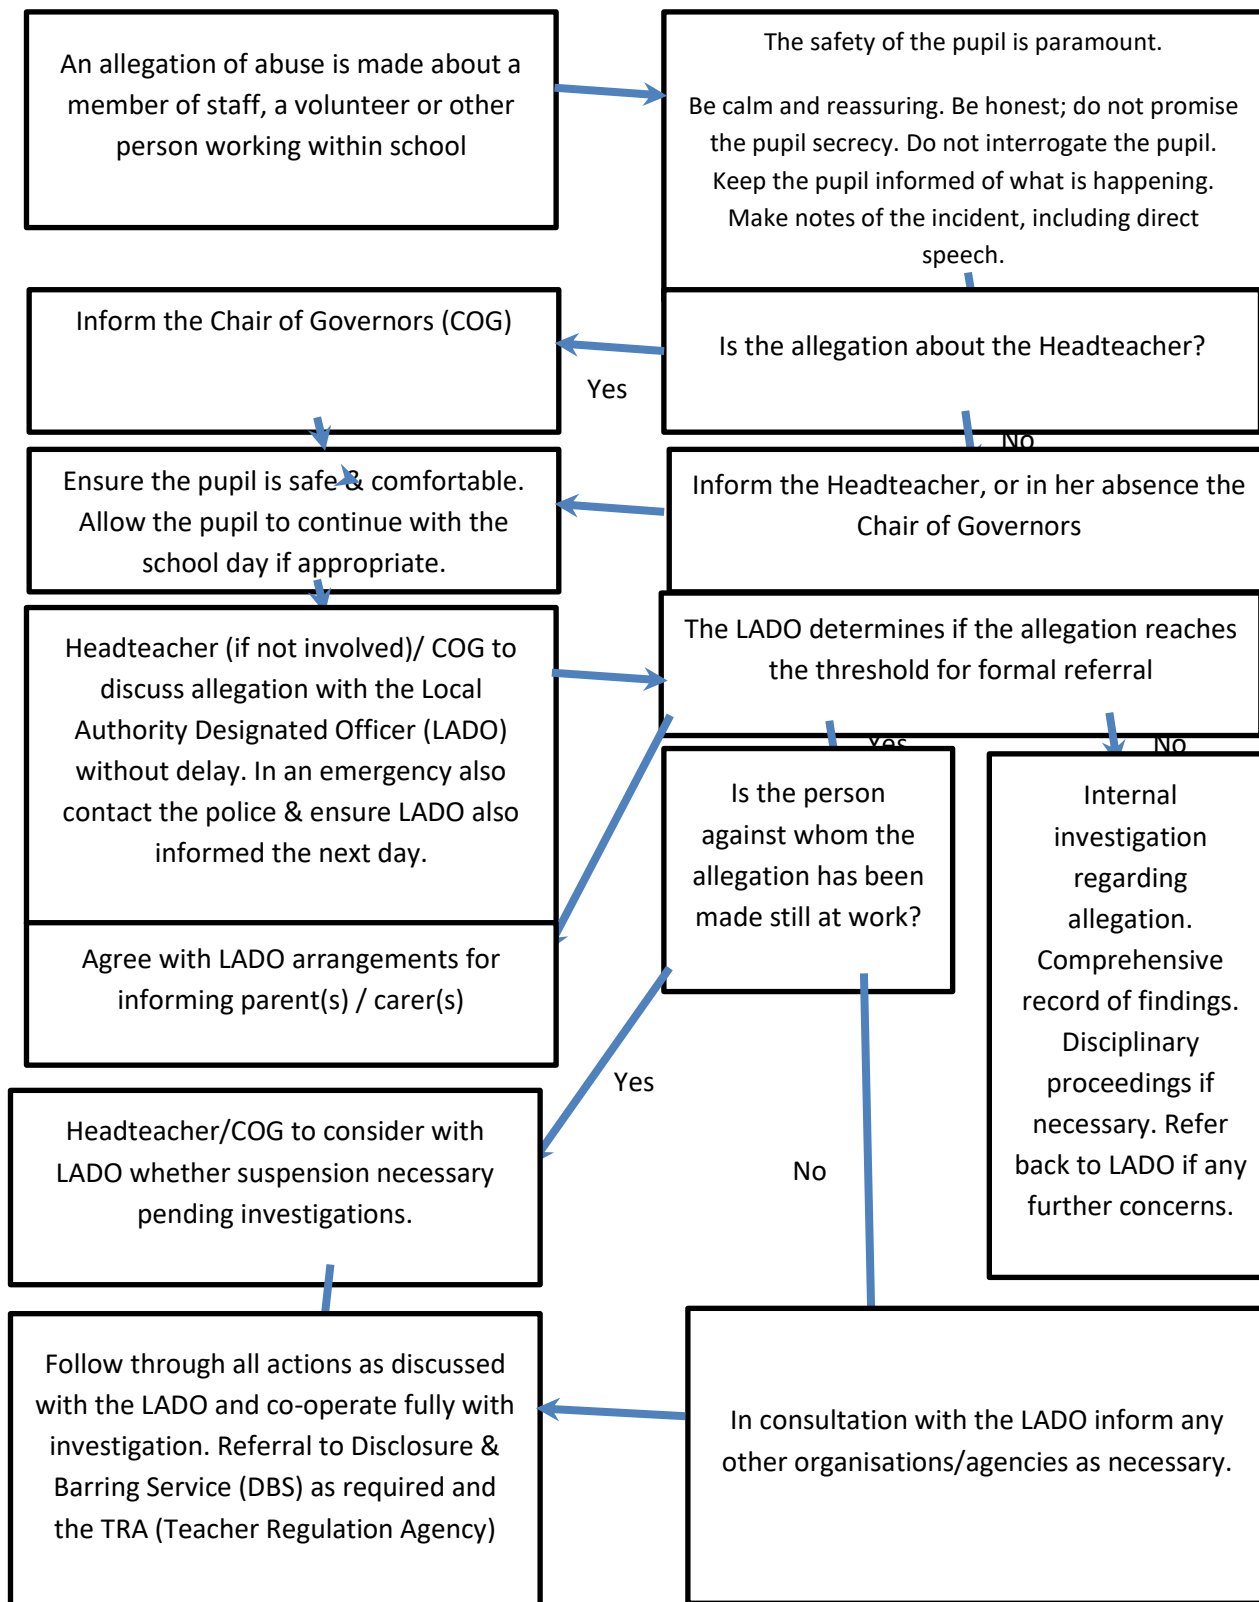 An allegation of abuse is made about a
member of staff, a volunteer or other
person working within school
The safety of the pupil is paramount.
Be calm and reassuring. Be honest; do not promise
the pupil secrecy. Do not interrogate the pupil.
Keep the pupil informed of what is happening.
Make notes of the incident, including direct
speech.
Inform the Chair of Governors (COG)
Is the allegation about the Headteacher?
Yes
No
Ensure the pupil is safe & comfortable.
Allow the pupil to continue with the
school day if appropriate.
Inform the Headteacher, or in her absence the
Chair of Governors
Headteacher (if not involved)/ COG to
discuss allegation with the Local
Authority Designated Officer (LADO)
without delay. In an emergency also
contact the police & ensure LADO also
informed the next day.
The LADO determines if the allegation reaches
the threshold for formal referral
Yes
No
Is the person
against whom the
allegation has been
made still at work?
Internal
investigation
regarding
allegation.
Comprehensive
record of findings.
Disciplinary
proceedings if
necessary. Refer
back to LADO if any
further concerns.
Agree with LADO arrangements for
informing parent(s) / carer(s)
Yes
No
Headteacher/COG to consider with
LADO whether suspension necessary
pending investigations.
Follow through all actions as discussed
with the LADO and co-operate fully with
investigation. Referral to Disclosure &
Barring Service (DBS) as required and
the TRA (Teacher Regulation Agency)
In consultation with the LADO inform any
other organisations/agencies as necessary.